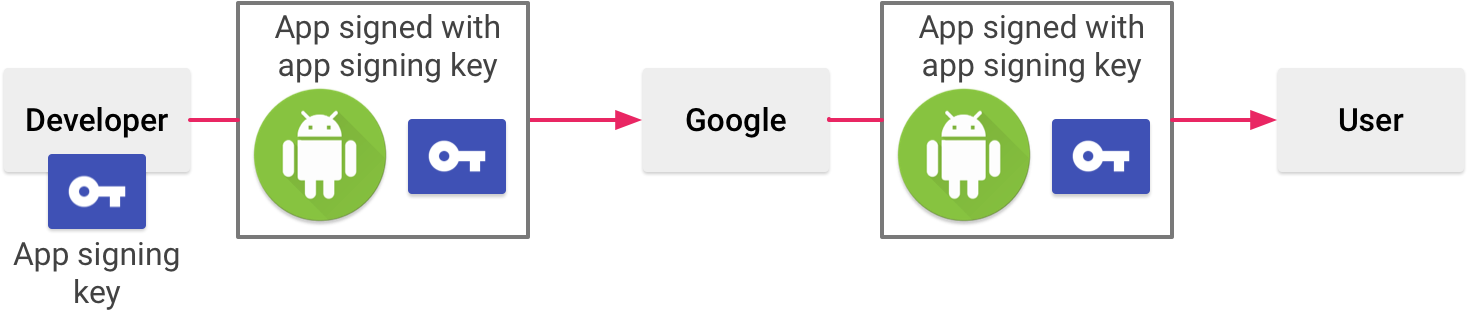 App signed with
app signing key
App signed with
app signing key
Developer
Google
User
App signing
key